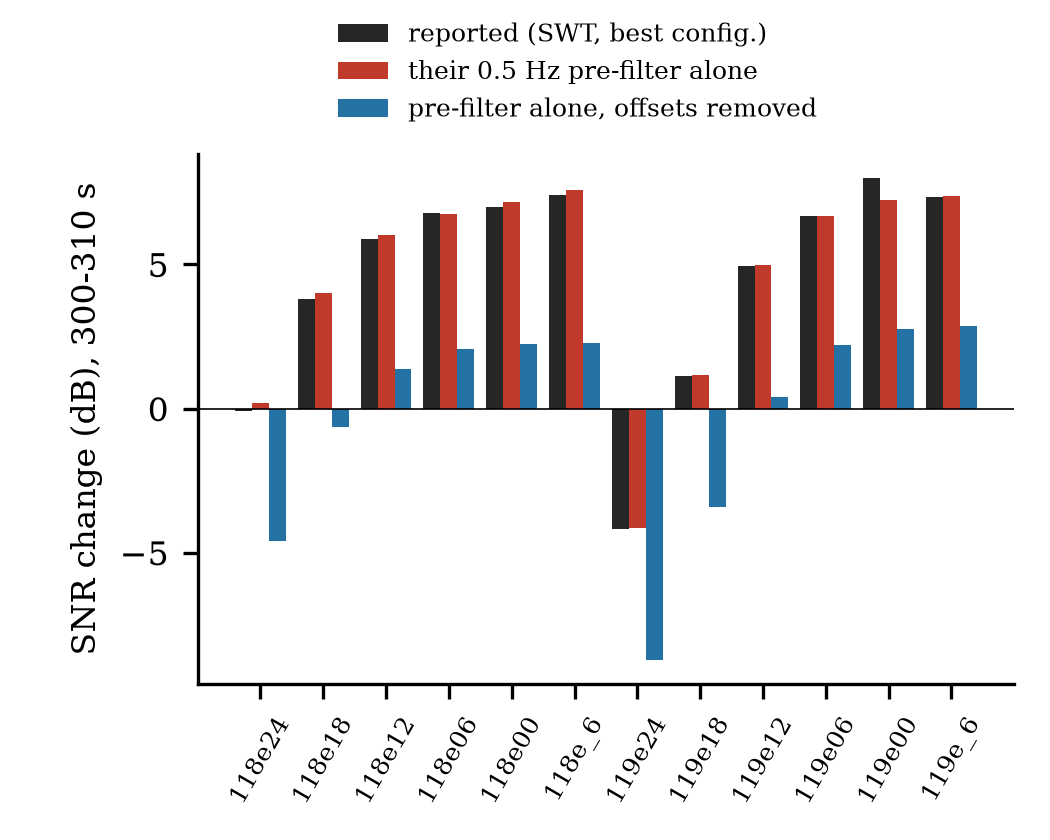 reported (SWT, best config.)
their 0.5 Hz pre-filter alone
pre-filter alone, offsets removed
SNR change (dB), 300-310 s
5
0
−5
118e24
118e18
118e12
118e06
118e00
118e_6
119e24
119e18
119e12
119e06
119e00
119e_6